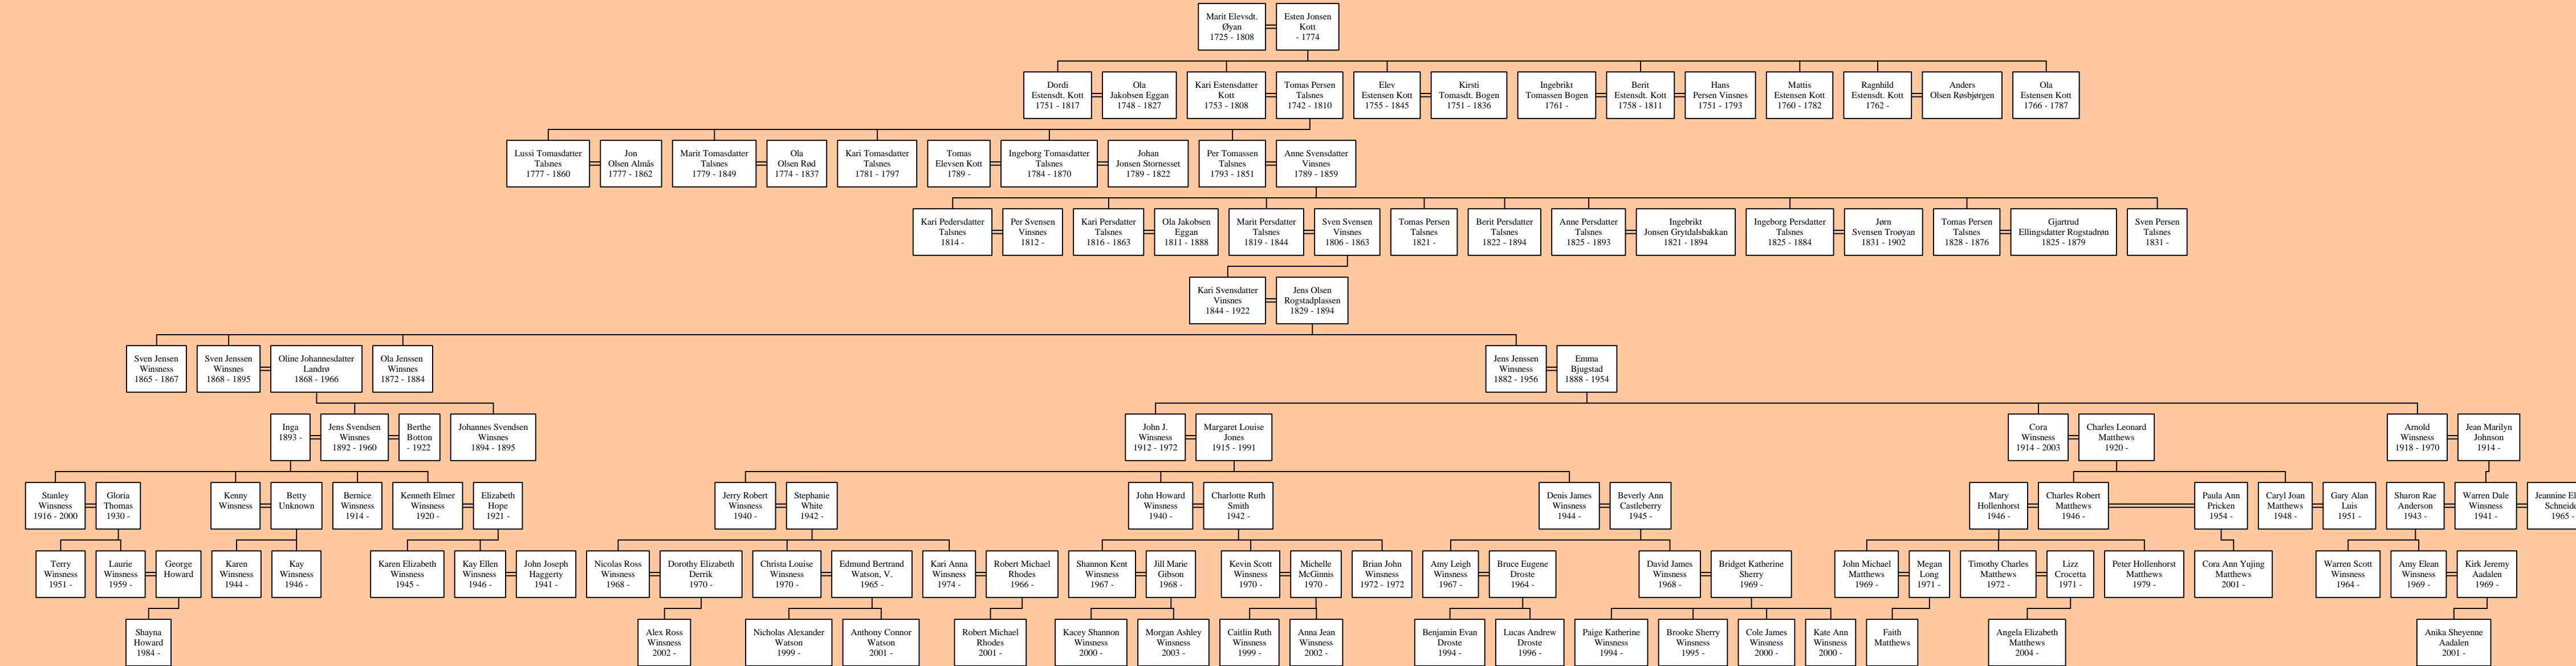 Marit Elevsdt.
Øyan
1725 - 1808
Esten Jonsen
Kott
- 1774
Dordi
Estensdt. Kott
1751 - 1817
Ola
Jakobsen Eggan
1748 - 1827
Kari Estensdatter
Kott
1753 - 1808
Tomas Persen
Talsnes
1742 - 1810
Elev
Estensen Kott
1755 - 1845
Kirsti
Tomasdt. Bogen
1751 - 1836
Ingebrikt
Tomassen Bogen
1761 -
Berit
Estensdt. Kott
1758 - 1811
Hans
Persen Vinsnes
1751 - 1793
Mattis
Estensen Kott
1760 - 1782
Ragnhild
Estensdt. Kott
1762 -
Anders
Olsen Røsbjørgen
Ola
Estensen Kott
1766 - 1787
Lussi Tomasdatter
Talsnes
1777 - 1860
Jon
Olsen Almås
1777 - 1862
Marit Tomasdatter
Talsnes
1779 - 1849
Ola
Olsen Rød
1774 - 1837
Kari Tomasdatter
Talsnes
1781 - 1797
Tomas
Elevsen Kott
1789 -
Ingeborg Tomasdatter
Talsnes
1784 - 1870
Johan
Jonsen Stornesset
1789 - 1822
Per Tomassen
Talsnes
1793 - 1851
Anne Svensdatter
Vinsnes
1789 - 1859
Kari Pedersdatter
Talsnes
1814 -
Per Svensen
Vinsnes
1812 -
Kari Persdatter
Talsnes
1816 - 1863
Ola Jakobsen
Eggan
1811 - 1888
Marit Persdatter
Talsnes
1819 - 1844
Sven Svensen
Vinsnes
1806 - 1863
Tomas Persen
Talsnes
1821 -
Berit Persdatter
Talsnes
1822 - 1894
Anne Persdatter
Talsnes
1825 - 1893
Ingebrikt
Jonsen Grytdalsbakkan
1821 - 1894
Ingeborg Persdatter
Talsnes
1825 - 1884
Jørn
Svensen Troøyan
1831 - 1902
Tomas Persen
Talsnes
1828 - 1876
Gjartrud
Ellingsdatter Rogstadrøn
1825 - 1879
Sven Persen
Talsnes
1831 -
Kari Svensdatter
Vinsnes
1844 - 1922
Jens Olsen
Rogstadplassen
1829 - 1894
Sven Jensen
Winsness
1865 - 1867
Sven Jenssen
Winsnes
1868 - 1895
Oline Johannesdatter
Landrø
1868 - 1966
Ola Jenssen
Winsnes
1872 - 1884
Jens Jenssen
Winsness
1882 - 1956
Emma
Bjugstad
1888 - 1954
Inga
1893 -
Jens Svendsen
Winsnes
1892 - 1960
Berthe
Botton
- 1922
Johannes Svendsen
Winsnes
1894 - 1895
John J.
Winsness
1912 - 1972
Margaret Louise
Jones
1915 - 1991
Cora
Winsness
1914 - 2003
Charles Leonard
Matthews
1920 -
Arnold
Winsness
1918 - 1970
Jean Marilyn
Johnson
1914 -
Stanley
Winsness
1916 - 2000
Gloria
Thomas
1930 -
Kenny
Winsness
Betty
Unknown
Bernice
Winsness
1914 -
Kenneth Elmer
Winsness
1920 -
Elizabeth
Hope
1921 -
Jerry Robert
Winsness
1940 -
Stephanie
White
1942 -
John Howard
Winsness
1940 -
Charlotte Ruth
Smith
1942 -
Denis James
Winsness
1944 -
Beverly Ann
Castleberry
1945 -
Mary
Hollenhorst
1946 -
Charles Robert
Matthews
1946 -
Paula Ann
Pricken
1954 -
Caryl Joan
Matthews
1948 -
Gary Alan
Luis
1951 -
Sharon Rae
Anderson
1943 -
Warren Dale
Winsness
1941 -
Jeannine El
Schneide
1965 -
Terry
Winsness
1951 -
Laurie
Winsness
1959 -
George
Howard
Karen
Winsness
1944 -
Kay
Winsness
1946 -
Karen Elizabeth
Winsness
1945 -
Kay Ellen
Winsness
1946 -
John Joseph
Haggerty
1941 -
Nicolas Ross
Winsness
1968 -
Dorothy Elizabeth
Derrik
1970 -
Christa Louise
Winsness
1970 -
Edmund Bertrand
Watson, V.
1965 -
Kari Anna
Winsness
1974 -
Robert Michael
Rhodes
1966 -
Shannon Kent
Winsness
1967 -
Jill Marie
Gibson
1968 -
Kevin Scott
Winsness
1970 -
Michelle
McGinnis
1970 -
Brian John
Winsness
1972 - 1972
Amy Leigh
Winsness
1967 -
Bruce Eugene
Droste
1964 -
David James
Winsness
1968 -
Bridget Katherine
Sherry
1969 -
John Michael
Matthews
1969 -
Megan
Long
1971 -
Timothy Charles
Matthews
1972 -
Lizz
Crocetta
1971 -
Peter Hollenhorst
Matthews
1979 -
Cora Ann Yujing
Matthews
2001 -
Warren Scott
Winsness
1964 -
Amy Elean
Winsness
1969 -
Kirk Jeremy
Aadalen
1969 -
Shayna
Howard
1984 -
Alex Ross
Winsness
2002 -
Nicholas Alexander
Watson
1999 -
Anthony Connor
Watson
2001 -
Robert Michael
Rhodes
2001 -
Kacey Shannon
Winsness
2000 -
Morgan Ashley
Winsness
2003 -
Caitlin Ruth
Winsness
1999 -
Anna Jean
Winsness
2002 -
Benjamin Evan
Droste
1994 -
Lucas Andrew
Droste
1996 -
Paige Katherine
Winsness
1994 -
Brooke Sherry
Winsness
1995 -
Cole James
Winsness
2000 -
Kate Ann
Winsness
2000 -
Faith
Matthews
Angela Elizabeth
Matthews
2004 -
Anika Sheyenne
Aadalen
2001 -